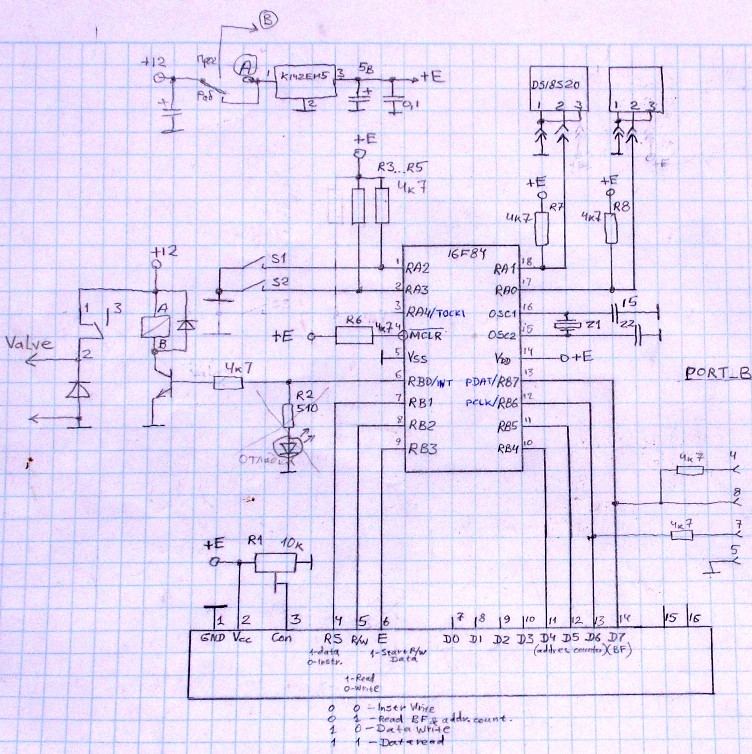 B
+12
Прог
Раб
A
1
К142ЕН5
3
2
5в
+
+E
0,1
+
DS18S20
1 2 3
1 2 3
+E
R3...R5
4к7
+E
+E
4к7
R7
4к7
R8
16F84
S1
1
RA2
RA1
18
S2
2
RA3
RA0
17
3
RA4/TOCK1
OSC1
16
15
+E
R6
4к7
4
MCLR
OSC2
15
Z1
22
5
Vss
VDD
14
+E
6
RB0/INT
PDAT/RB7
13
7
RB1
PCLK/RB6
12
8
RB2
RB5
11
9
RB3
RB4
10
+12
1
3
A
B
2
Valve
4к7
R2
510
PORT_B
4к7
4
8
4к7
7
5
+E
R1
10к
1 2 3 4 5 6 7 8 9 10 11 12 13 14 15 16
GND Vcc Con RS R/W E D0 D1 D2 D3 D4 D5 D6 D7
1-data
0-instr.
1-Start R/W
Data
(addres counter)(BF)
1-Read
0-Write
0 0 - Instr Write
0 1 - Read BF & addr. count.
1 0 - Data Write
1 1 - Data read